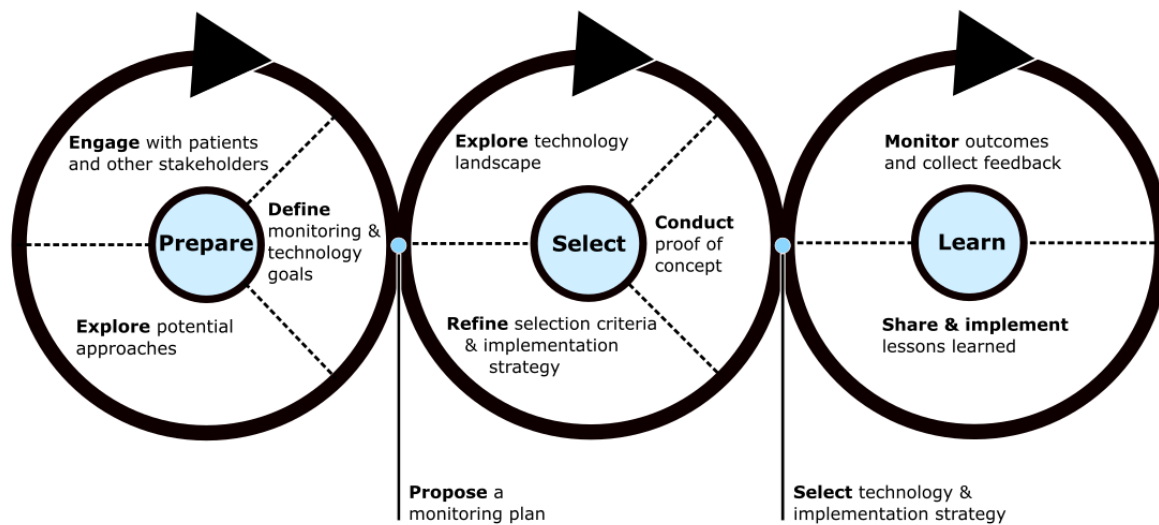 Engage with patients
and other stakeholders
Define
monitoring &
technology
goals
Prepare
Explore potential
approaches
Explore technology
landscape
Conduct
proof of
concept
Select
Refine selection criteria
& implementation
strategy
Monitor outcomes
and collect feedback
Learn
Share & implement
lessons learned
Propose a
monitoring plan
Select technology &
implementation strategy